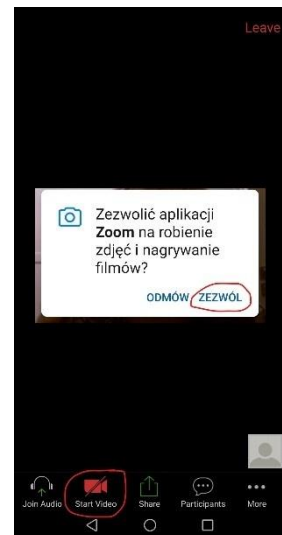 Leave
Zezwolić aplikacji
Zoom na robienie
zdjęć i nagrywanie
filmów?
ODMÓW ZEZWÓL
Join Audio Start Video Share Participants More